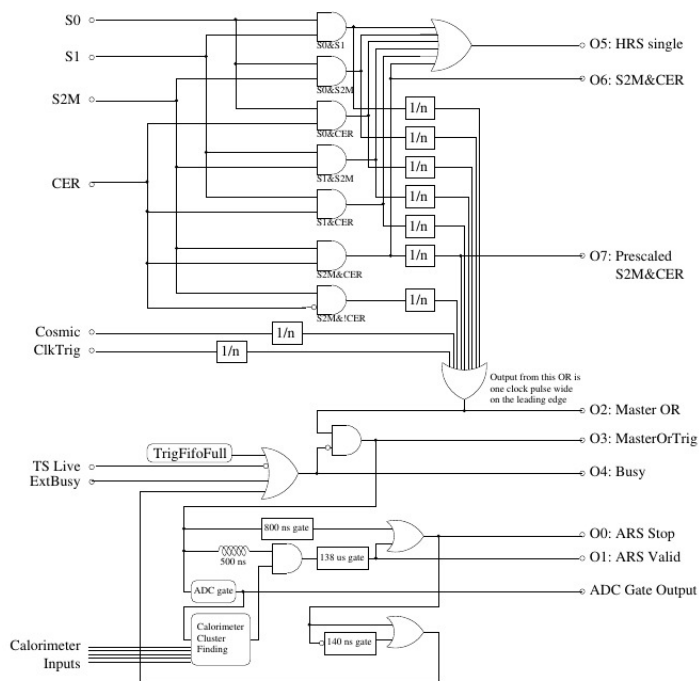 S0
S0&S1
O5: HRS single
S1
S0&S2M
O6: S2M&CER
S2M
1/n
S0&CER
1/n
1/n
S1&S2M
CER
1/n
S1&CER
1/n
1/n
O7: Prescaled
S2M&CER
S2M&CER
1/n
S2M&!CER
Cosmic
1/n
ClkTrig
1/n
Output from this OR is
one clock pulse wide
on the leading edge
O2: Master OR
O3: MasterOrTrig
TrigFifoFull
TS Live
O4: Busy
ExtBusy
800 ns gate
O0: ARS Stop
500 ns
138 us gate
O1: ARS Valid
ADC gate
ADC Gate Output
Calorimeter
Cluster
Finding
140 ns gate
Calorimeter
Inputs